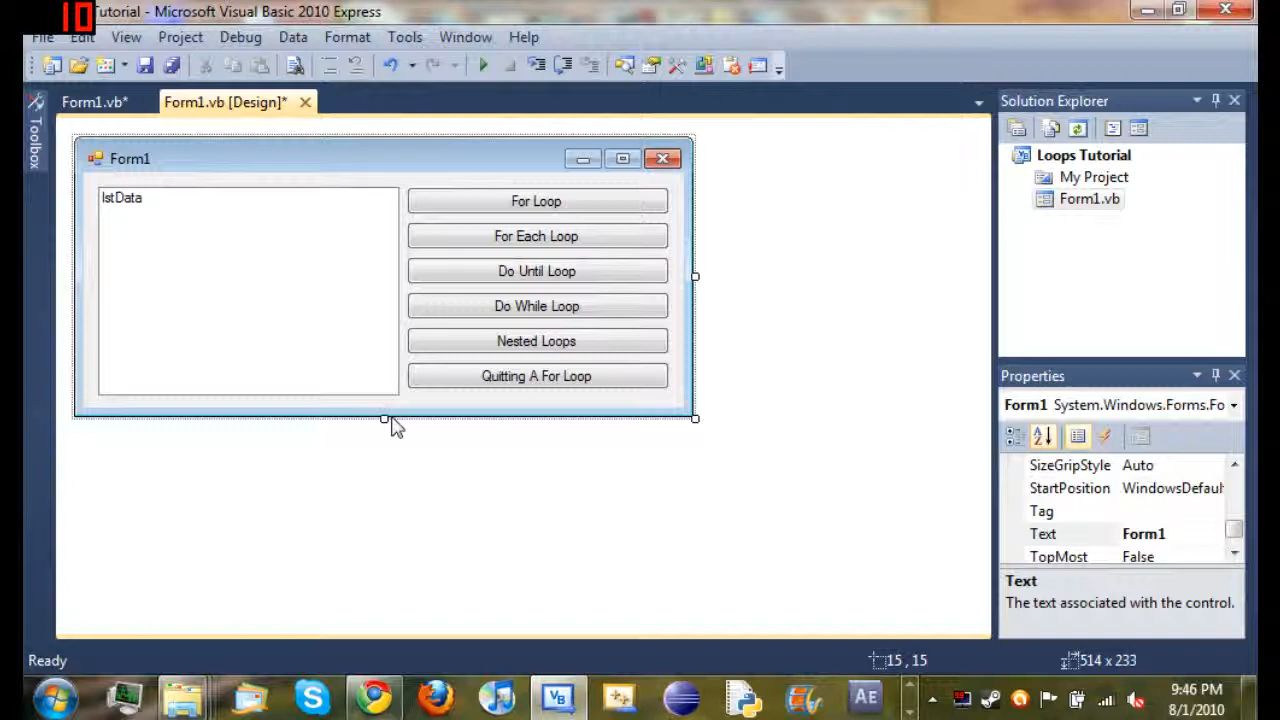 10
Tutorial - Microsoft Visual Basic 2010 Express
File Edit View Project Debug Data Format Tools Window Help
Form1.vb* Form1.vb [Design]*
Toolbox
Form1
lstData
For Loop
For Each Loop
Do Until Loop
Do While Loop
Nested Loops
Quitting A For Loop
Solution Explorer
Loops Tutorial
My Project
Form1.vb
Properties
Form1 System.Windows.Forms.Fo
SizeGripStyle Auto
StartPosition WindowsDefaul
Tag
Text Form1
TopMost False
Text
The text associated with the control.
Ready 15 , 15 514 x 233
VB AE
9:46 PM
8/1/2010